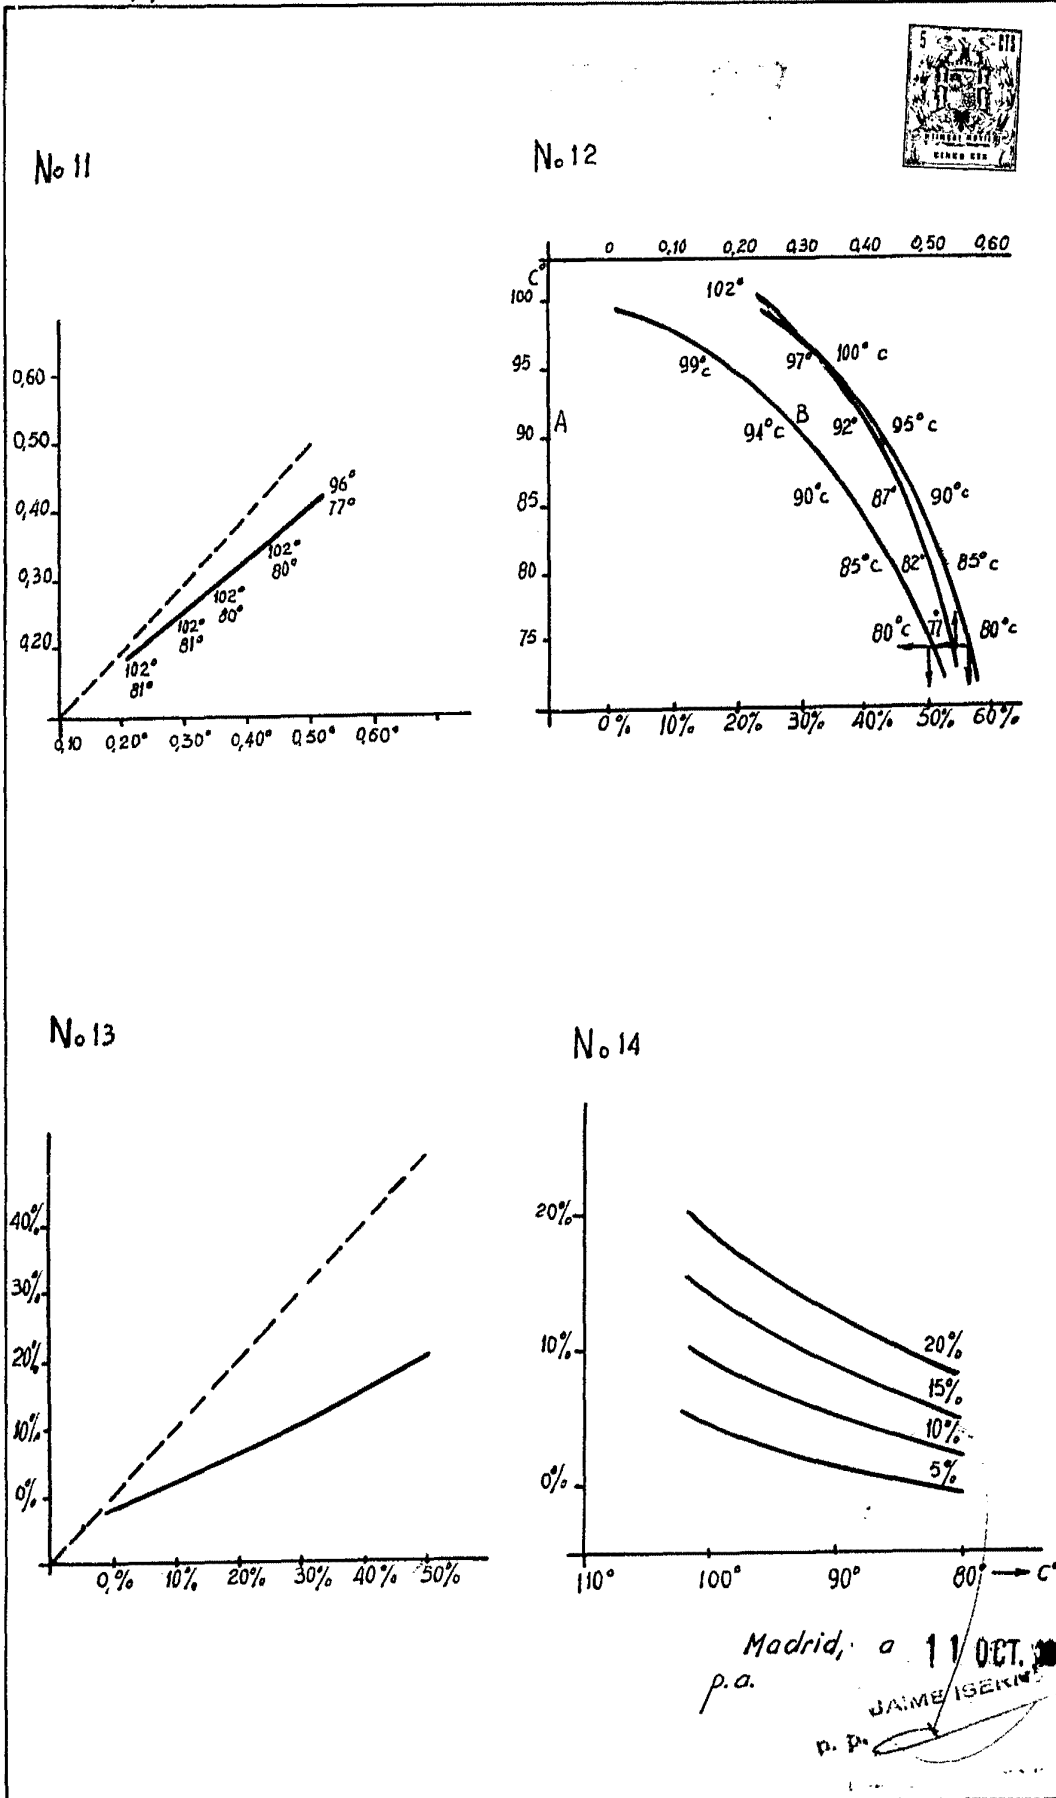 5 CTS
MOVIL
No 11
No 12
0 0,10 0,20 0,30 0,40 0,50 0,60
C°
100
95
90
85
80
75
A
B
102°
99°c
97°
100° c
94°c
92°
95°c
90°c
87°
90°c
85°c
82°
85°c
80°c
77°
80°c
0% 10% 20% 30% 40% 50% 60%
0,60
0,50
0,40
0,30
0,20
96°
77°
102°
80°
102°
80°
102°
81°
102°
81°
0,10 0,20° 0,30° 0,40° 0,50° 0,60°
No 13
No 14
40%
30%
20%
10%
0%
0,% 10% 20% 30% 40% 50%
20%
10%
0%
20%
15%
10%
5%
110° 100° 90° 80° → C°
Madrid, a 11 OCT.
p.a.
JAIME ISERN
p. p.